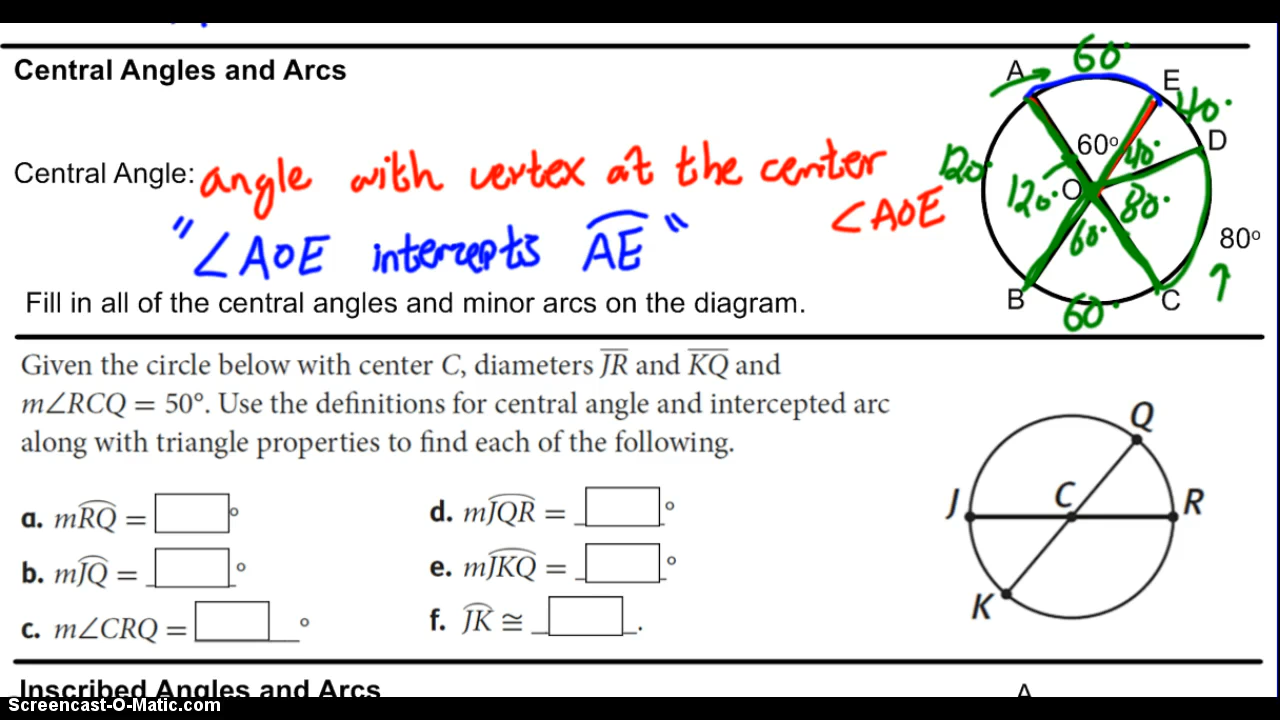 Central Angles and Arcs
A 60° E 40° D
Central Angle: angle with vertex at the center
∠AOE
120° 60° 40° O 120° 80° 60° 80°
"∠AOE intercepts AE"
B 60° C
Fill in all of the central angles and minor arcs on the diagram.
Given the circle below with center C, diameters JR and KQ and
m∠RCQ = 50°. Use the definitions for central angle and intercepted arc
along with triangle properties to find each of the following.
a. mRQ = °
b. mJQ = _ _°
c. m∠CRQ = __°
d. mJQR = _ _°
e. mJKQ = _ _°
f. JK ≅ _ _.
Q
J C R
K
Inscribed Angles and Arcs
A
Screencast-O-Matic.com